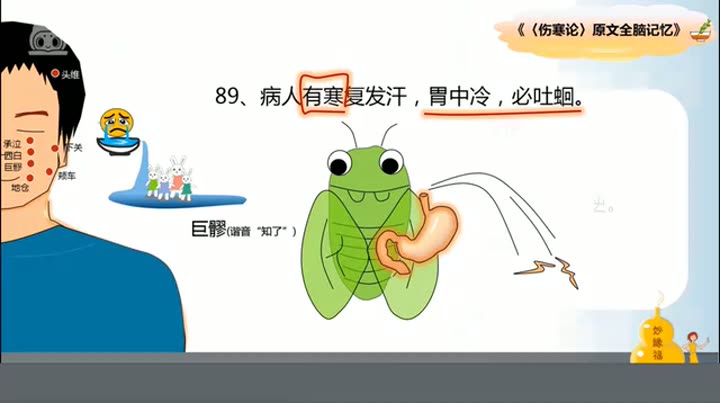 《〈伤寒论〉原文全脑记忆》
头维
89、病人有寒复发汗，胃中冷，必吐蛔。
承泣
四白
巨髎
地仓
下关
颊车
巨髎(谐音“知了”)
出。
妙
缘
福